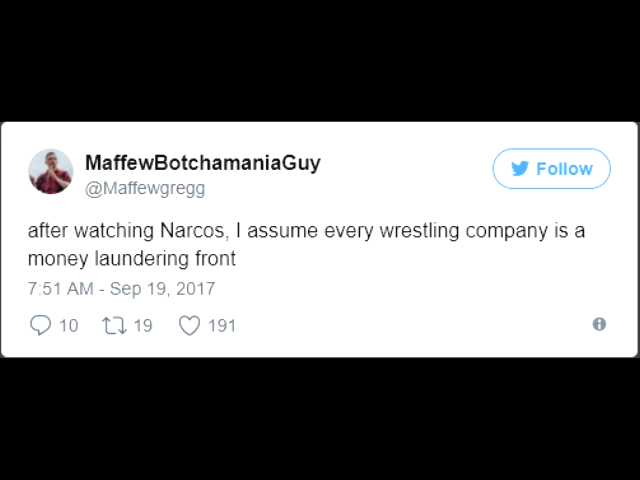 MaffewBotchamaniaGuy
@Maffewgregg
Follow
after watching Narcos, I assume every wrestling company is a
money laundering front
7:51 AM - Sep 19, 2017
10 19 191